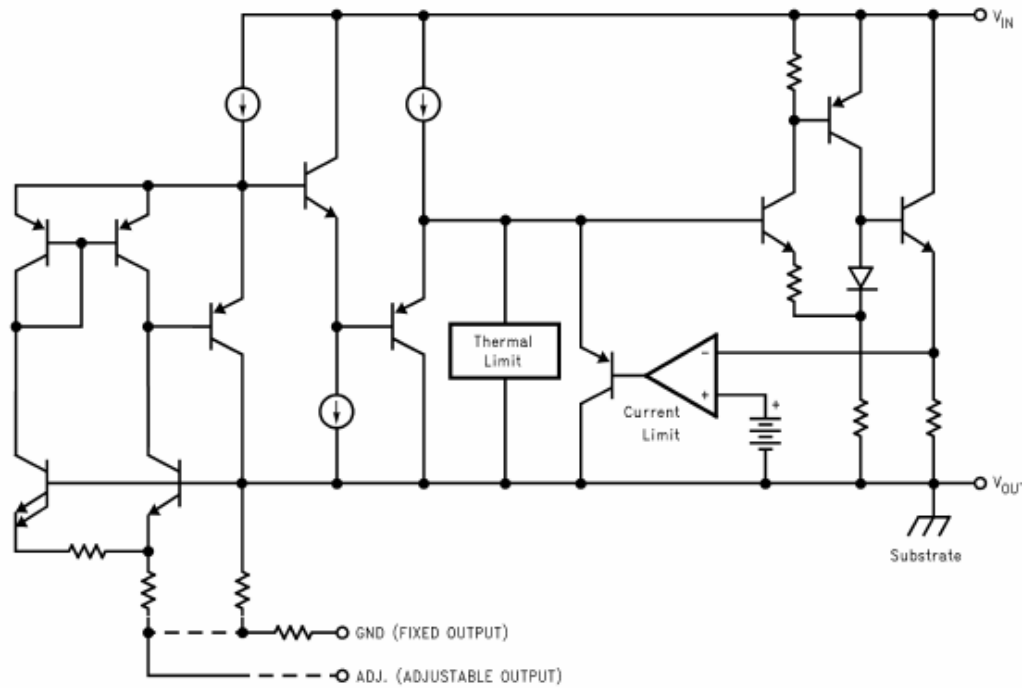 V_IN
Thermal
Limit
-
+
+
Current
Limit
V_OUT
Substrate
GND (FIXED OUTPUT)
ADJ. (ADJUSTABLE OUTPUT)